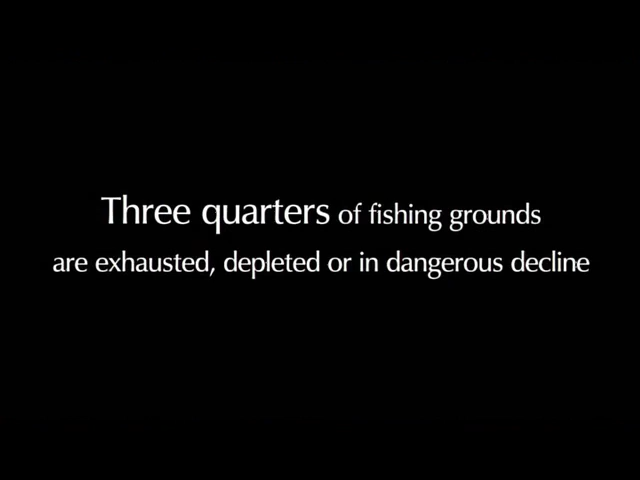 Three quarters of fishing grounds
are exhausted, depleted or in dangerous decline